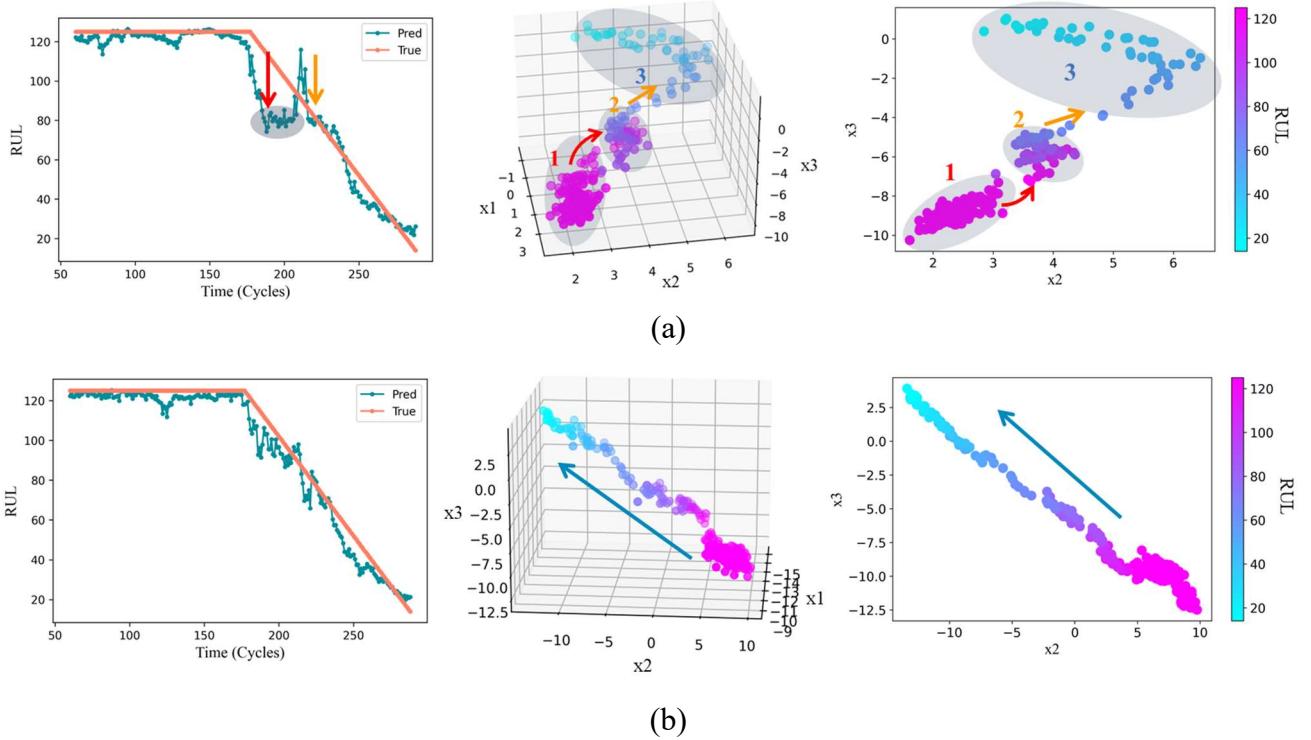 120
100
80
60
40
20
RUL
50 100 150 200 250
Time (Cycles)
Pred
True
1
2
3
−1
0
1
2
3
x1
2 3 4 5 6
x2
0
−2
−4
−6
−8
−10
x3
0
−2
−4
−6
−8
−10
x3
2 3 4 5 6
x2
1
2
3
120
100
80
60
40
20
RUL
(a)
120
100
80
60
40
20
RUL
50 100 150 200 250
Time (Cycles)
Pred
True
2.5
0.0
−2.5
−5.0
−7.5
−10.0
−12.5
x3
−10 −5 0 5 10
x2
−15
−14
−13
−12
−11
−10
−9
x1
2.5
0.0
−2.5
−5.0
−7.5
−10.0
−12.5
x3
−10 −5 0 5 10
x2
120
100
80
60
40
20
RUL
(b)